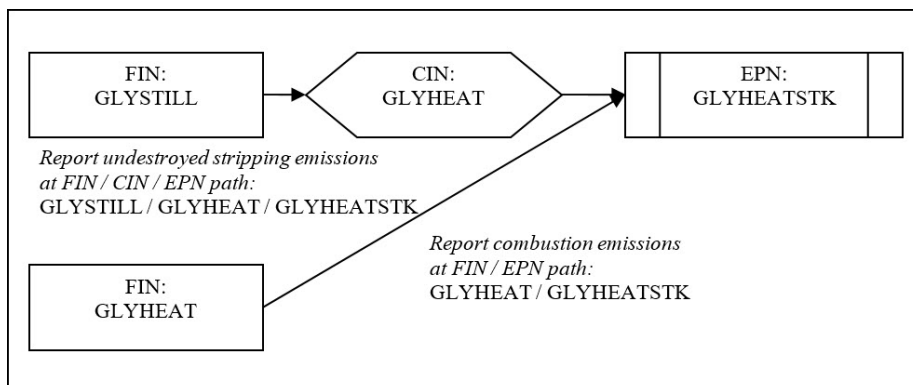 FIN:
GLYSTILL
CIN:
GLYHEAT
EPN:
GLYHEATSTK
Report undestroyed stripping emissions
at FIN / CIN / EPN path:
GLYSTILL / GLYHEAT / GLYHEATSTK
Report combustion emissions
at FIN / EPN path:
GLYHEAT / GLYHEATSTK
FIN:
GLYHEAT